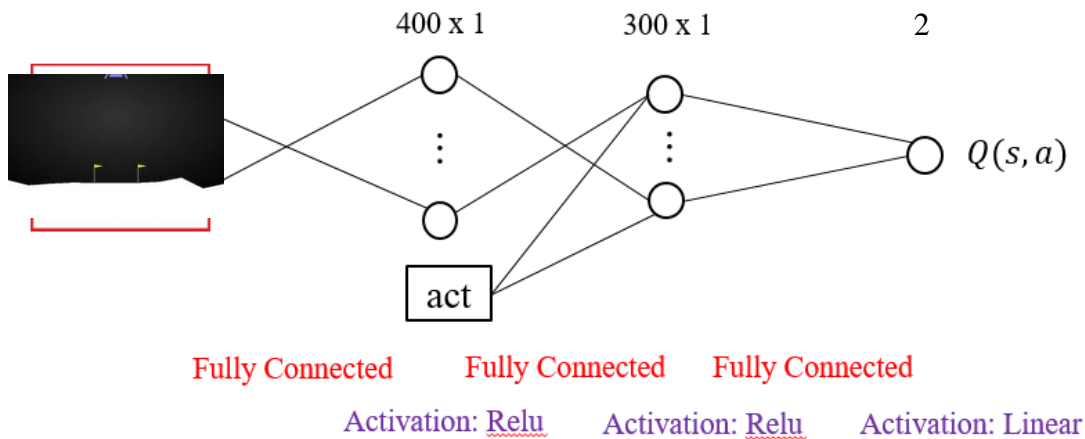 400 x 1 300 x 1 2
Q(s, a)
act
Fully Connected Fully Connected Fully Connected
Activation: Relu Activation: Relu Activation: Linear